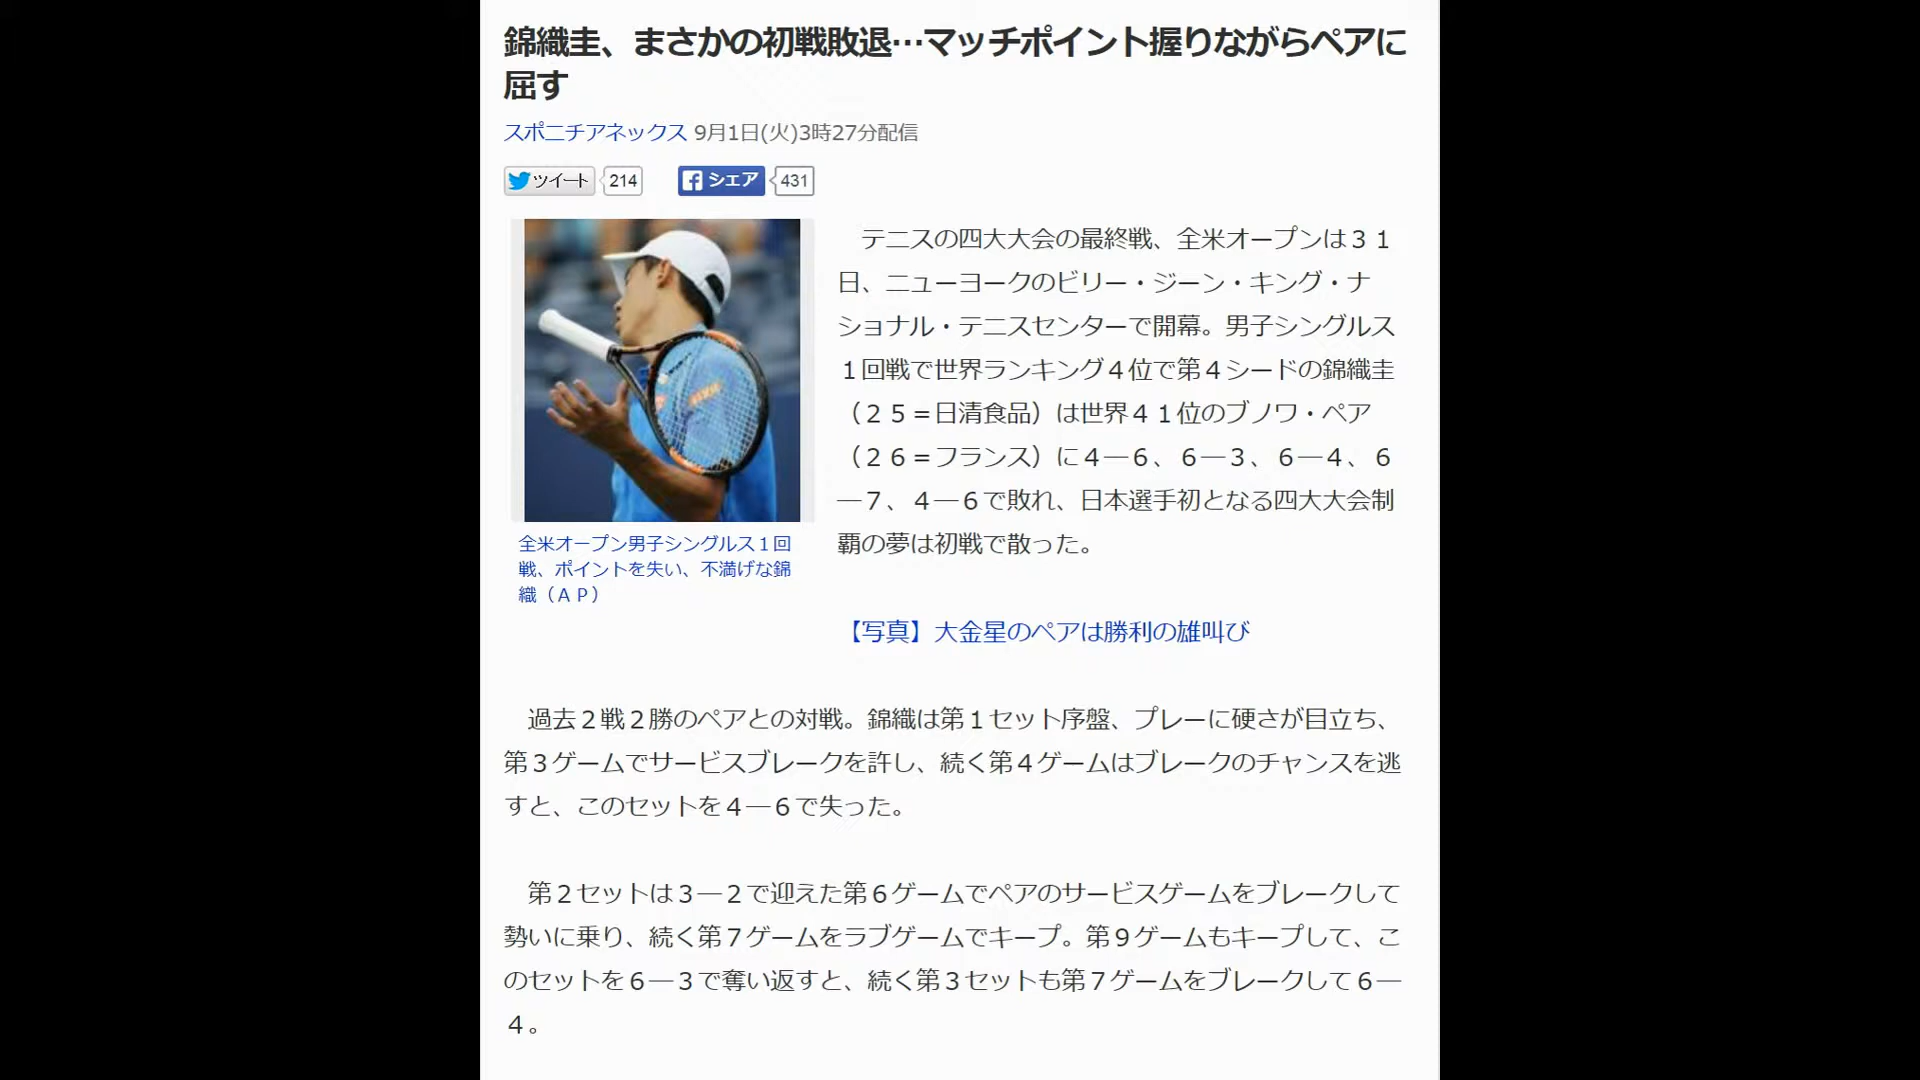 錦織圭、まさかの初戦敗退…マッチポイント握りながらペアに
屈す
スポニチアネックス 9月1日(火)3時27分配信
ツイート 214 シェア 431
テニスの四大大会の最終戦、全米オープンは３１
日、ニューヨークのビリー・ジーン・キング・ナ
ショナル・テニスセンターで開幕。男子シングルス
１回戦で世界ランキング４位で第４シードの錦織圭
（２５＝日清食品）は世界４１位のブノワ・ペア
（２６＝フランス）に４―６、６―３、６―４、６
―７、４―６で敗れ、日本選手初となる四大大会制
覇の夢は初戦で散った。
全米オープン男子シングルス１回
戦、ポイントを失い、不満げな錦
織（ＡＰ）
【写真】大金星のペアは勝利の雄叫び
過去２戦２勝のペアとの対戦。錦織は第１セット序盤、プレーに硬さが目立ち、
第３ゲームでサービスブレークを許し、続く第４ゲームはブレークのチャンスを逃
すと、このセットを４―６で失った。
第２セットは３―２で迎えた第６ゲームでペアのサービスゲームをブレークして
勢いに乗り、続く第７ゲームをラブゲームでキープ。第９ゲームもキープして、こ
のセットを６―３で奪い返すと、続く第３セットも第７ゲームをブレークして６―
４。